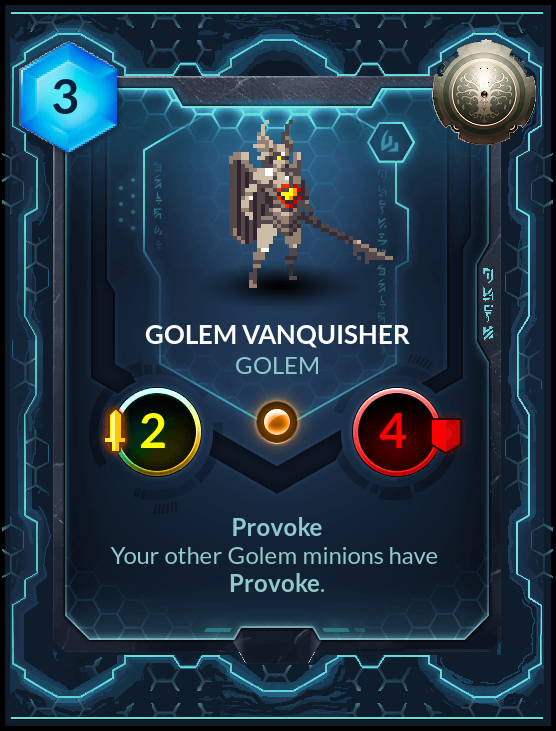 3
GOLEM VANQUISHER
GOLEM
2
4
Provoke
Your other Golem minions have
Provoke.